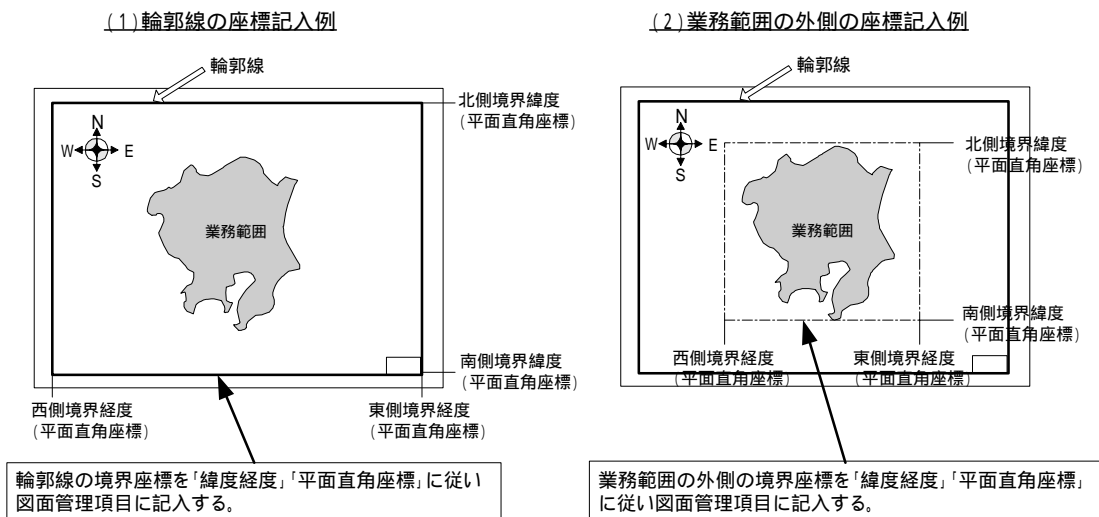 (1)輪郭線の座標記入例
輪郭線
北側境界緯度
(平面直角座標)
N
W E
S
業務範囲
南側境界緯度
(平面直角座標)
西側境界経度
(平面直角座標)
東側境界経度
(平面直角座標)
輪郭線の境界座標を「緯度経度」「平面直角座標」に従い
図面管理項目に記入する。
(2)業務範囲の外側の座標記入例
輪郭線
北側境界緯度
(平面直角座標)
N
W E
S
業務範囲
南側境界緯度
(平面直角座標)
西側境界経度
(平面直角座標)
東側境界経度
(平面直角座標)
業務範囲の外側の境界座標を「緯度経度」「平面直角座標」
に従い図面管理項目に記入する。